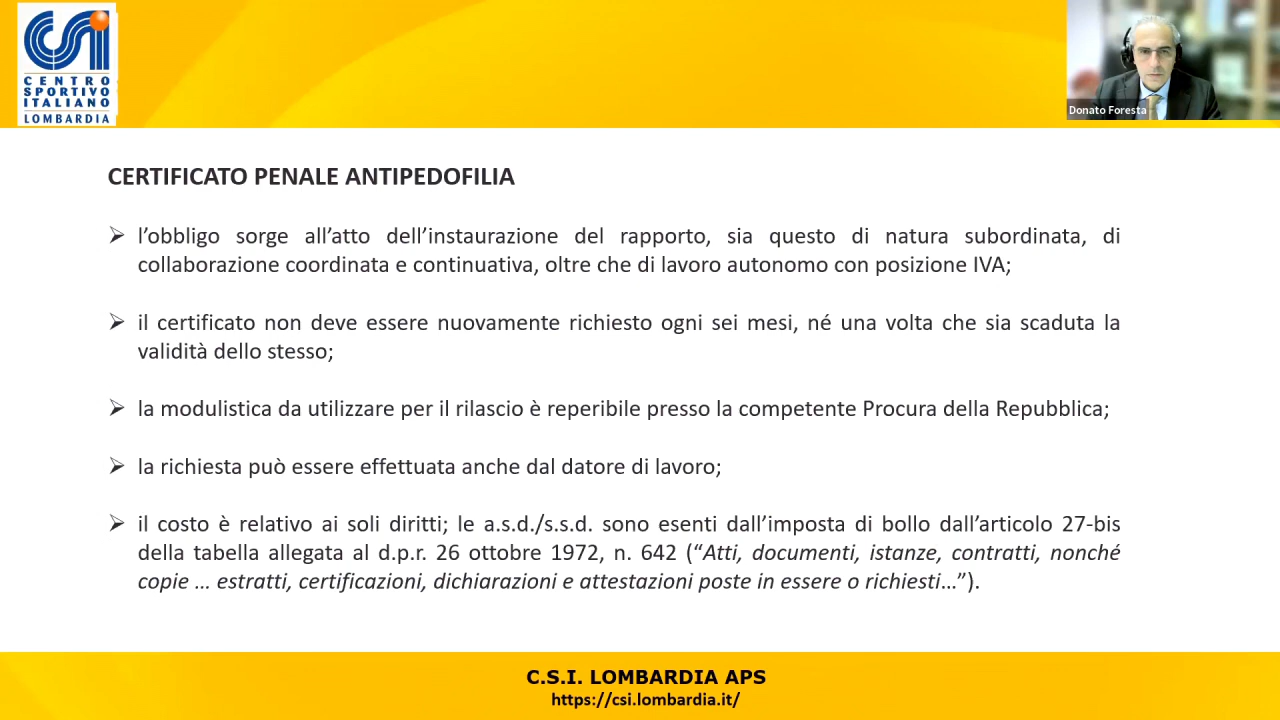 CSi
CENTRO
SPORTIVO
ITALIANO
LOMBARDIA
Donato Foresta
CERTIFICATO PENALE ANTIPEDOFILIA
➢ l’obbligo sorge all’atto dell’instaurazione del rapporto, sia questo di natura subordinata, di
collaborazione coordinata e continuativa, oltre che di lavoro autonomo con posizione IVA;
➢ il certificato non deve essere nuovamente richiesto ogni sei mesi, né una volta che sia scaduta la
validità dello stesso;
➢ la modulistica da utilizzare per il rilascio è reperibile presso la competente Procura della Repubblica;
➢ la richiesta può essere effettuata anche dal datore di lavoro;
➢ il costo è relativo ai soli diritti; le a.s.d./s.s.d. sono esenti dall’imposta di bollo dall’articolo 27-bis
della tabella allegata al d.p.r. 26 ottobre 1972, n. 642 (“Atti, documenti, istanze, contratti, nonché
copie … estratti, certificazioni, dichiarazioni e attestazioni poste in essere o richiesti…”).
C.S.I. LOMBARDIA APS
https://csi.lombardia.it/